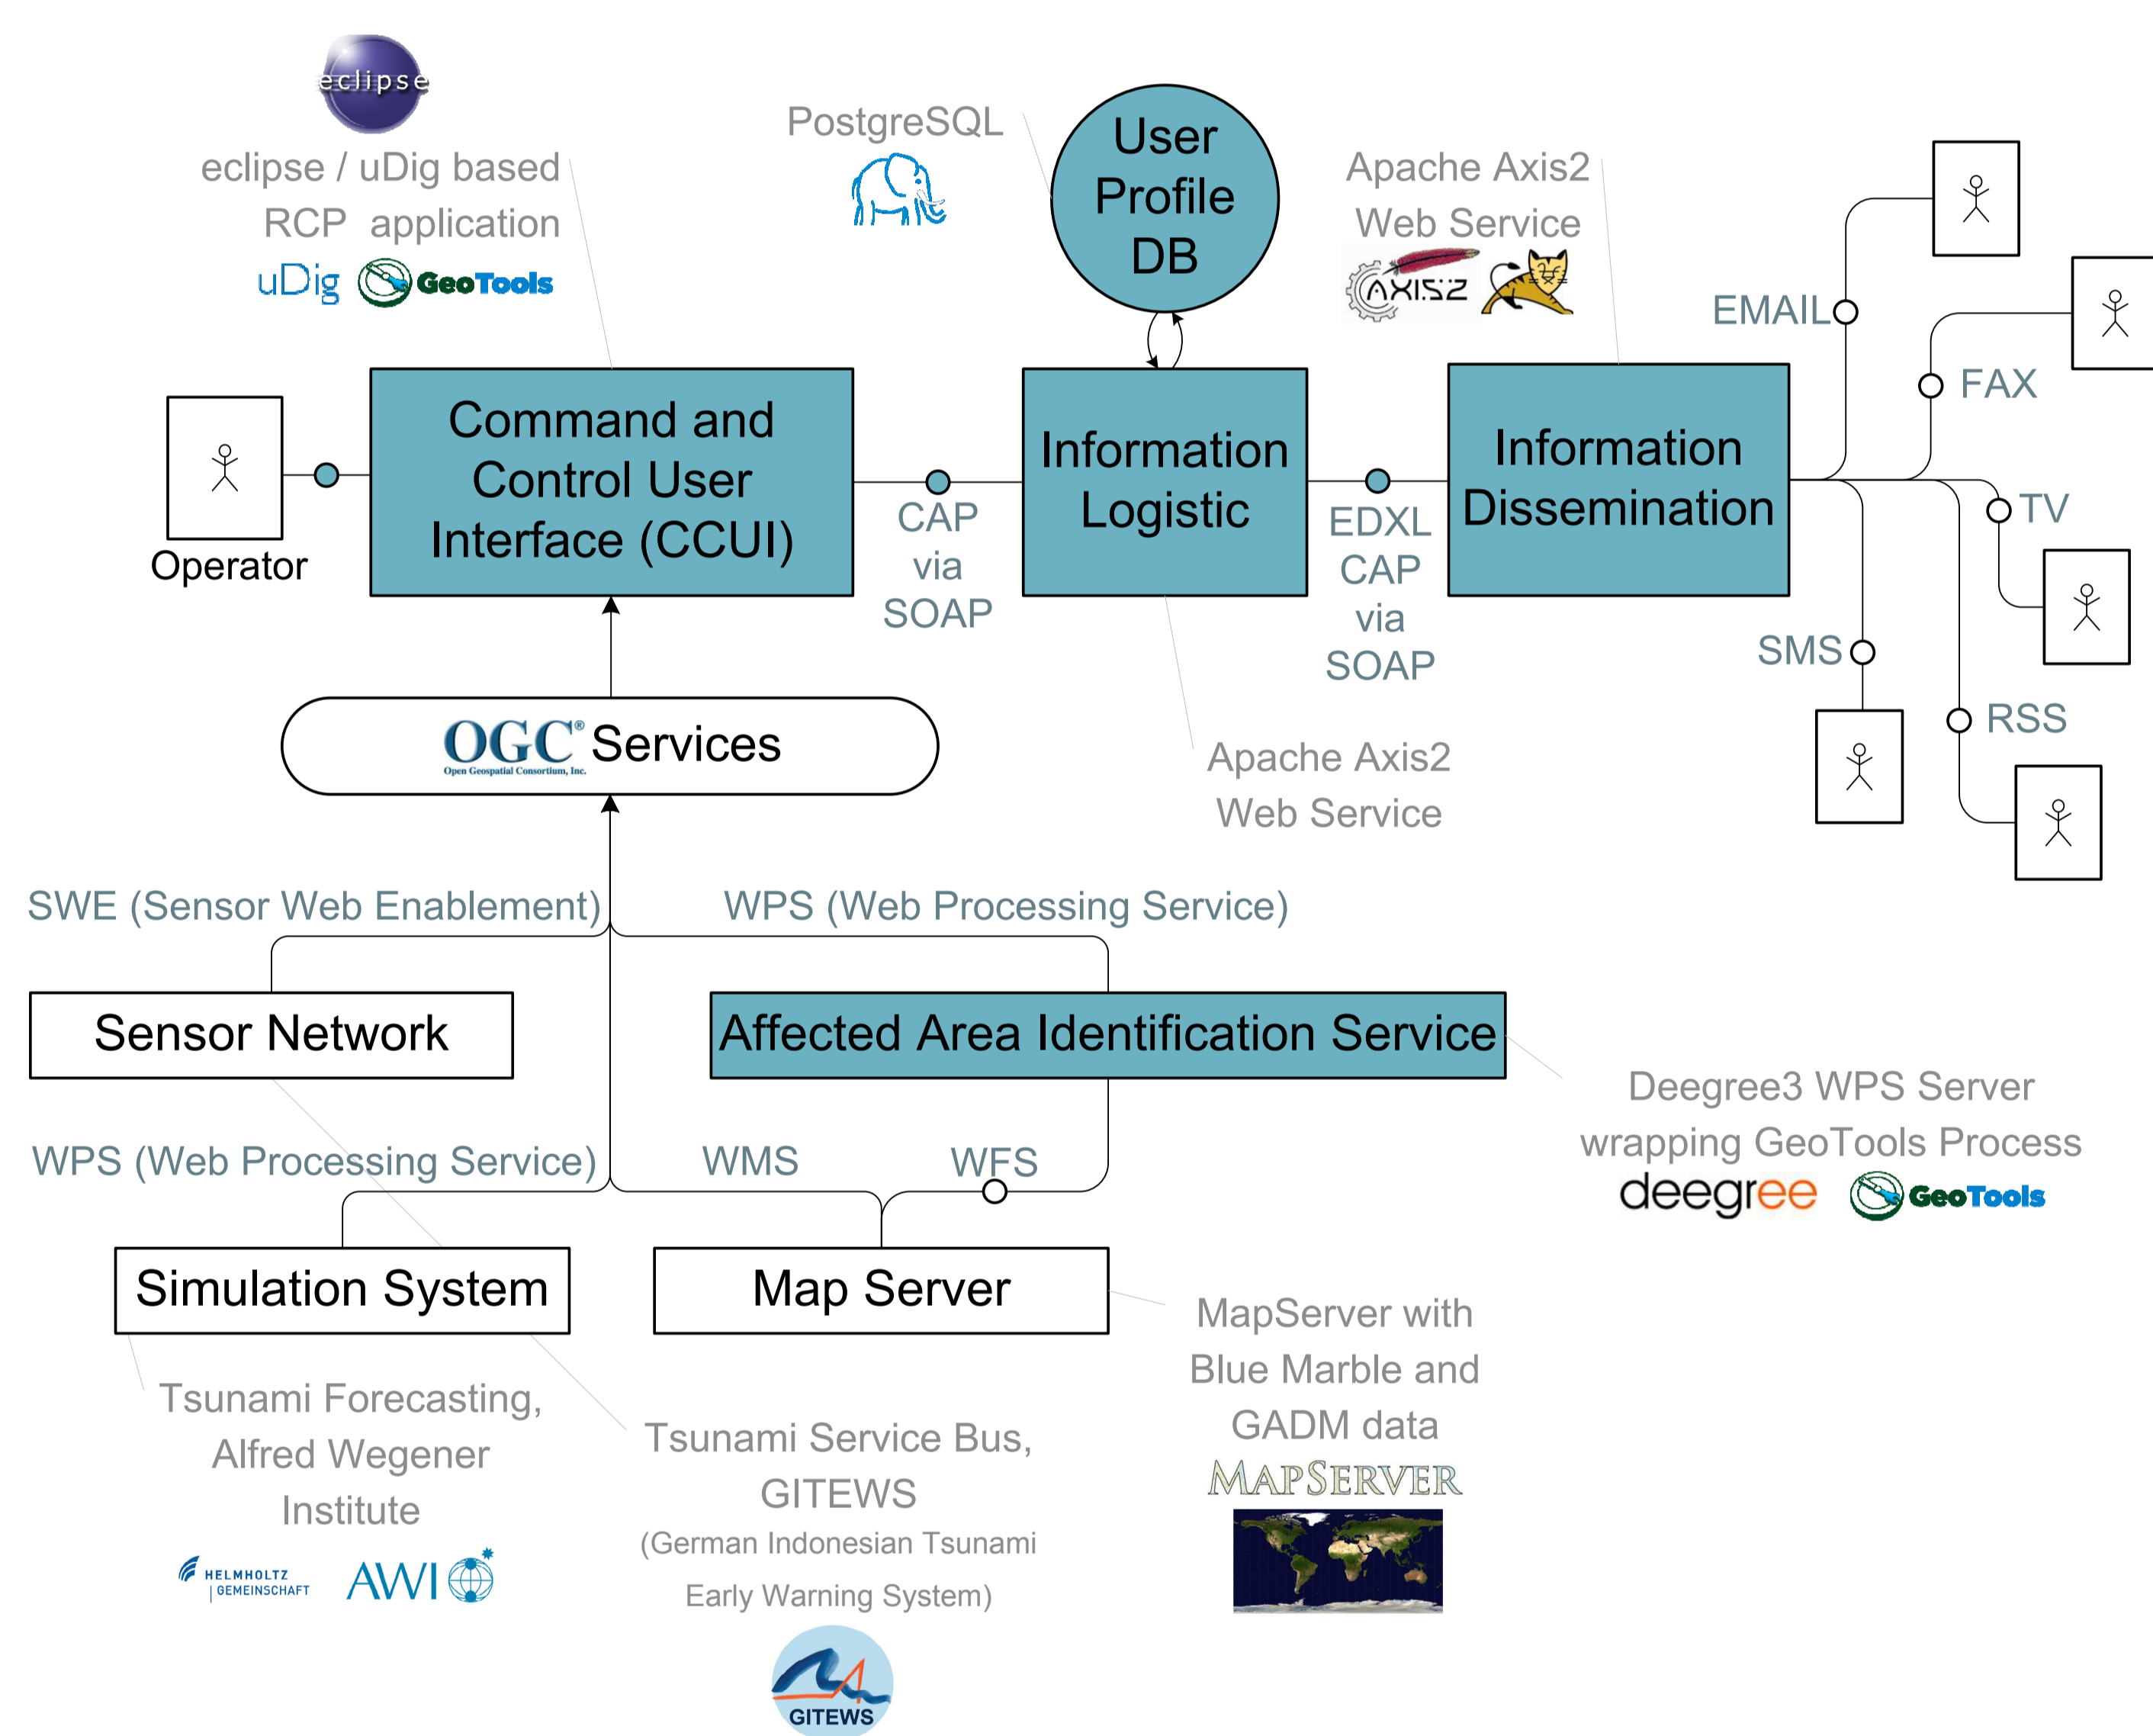 eclipse
eclipse / uDig based
RCP application
uDig GeoTools
PostgreSQL
User
Profile
DB
Apache Axis2
Web Service
AXIS2
EMAIL
FAX
TV
SMS
RSS
Operator
Command and
Control User
Interface (CCUI)
CAP
via
SOAP
Information
Logistic
EDXL
CAP
via
SOAP
Information
Dissemination
OGC® Services
Open Geospatial Consortium, Inc.
Apache Axis2
Web Service
SWE (Sensor Web Enablement)
WPS (Web Processing Service)
Sensor Network
Affected Area Identification Service
Deegree3 WPS Server
wrapping GeoTools Process
deegree GeoTools
WPS (Web Processing Service)
WMS
WFS
Simulation System
Map Server
Tsunami Forecasting,
Alfred Wegener
Institute
HELMHOLTZ
GEMEINSCHAFT
AWI
Tsunami Service Bus,
GITEWS
(German Indonesian Tsunami
Early Warning System)
GITEWS
MapServer with
Blue Marble and
GADM data
MAPSERVER